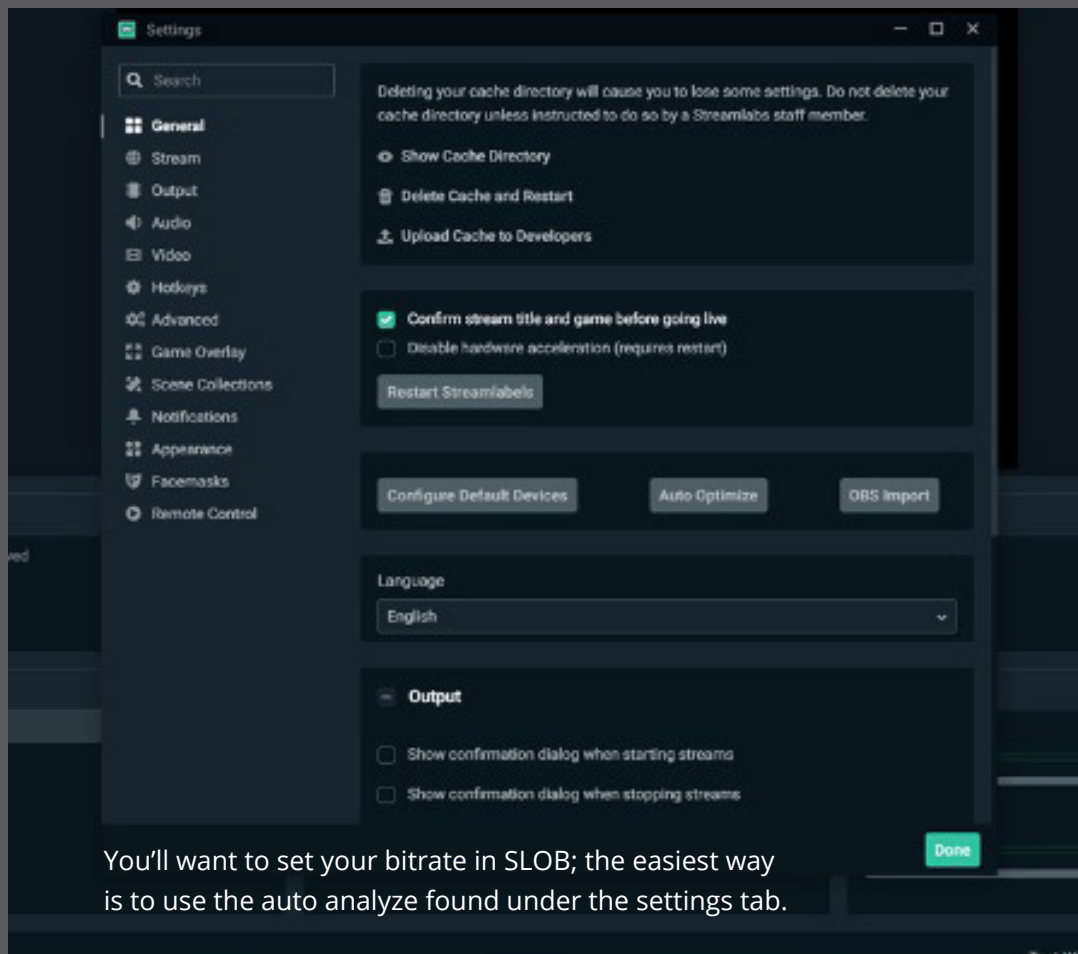 Settings
Search
General
Stream
Output
Audio
Video
Hotkeys
Advanced
Game Overlay
Scene Collections
Notifications
Appearance
Facemasks
Remote Control
Deleting your cache directory will cause you to lose some settings. Do not delete your
cache directory unless instructed to do so by a Streamlabs staff member.
Show Cache Directory
Delete Cache and Restart
Upload Cache to Developers
Confirm stream title and game before going live
Disable hardware acceleration (requires restart)
Restart Streamlabels
Configure Default Devices Auto Optimize OBS Import
Language
English
Output
Show confirmation dialog when starting streams
Show confirmation dialog when stopping streams
Done
You’ll want to set your bitrate in SLOB; the easiest way
is to use the auto analyze found under the settings tab.